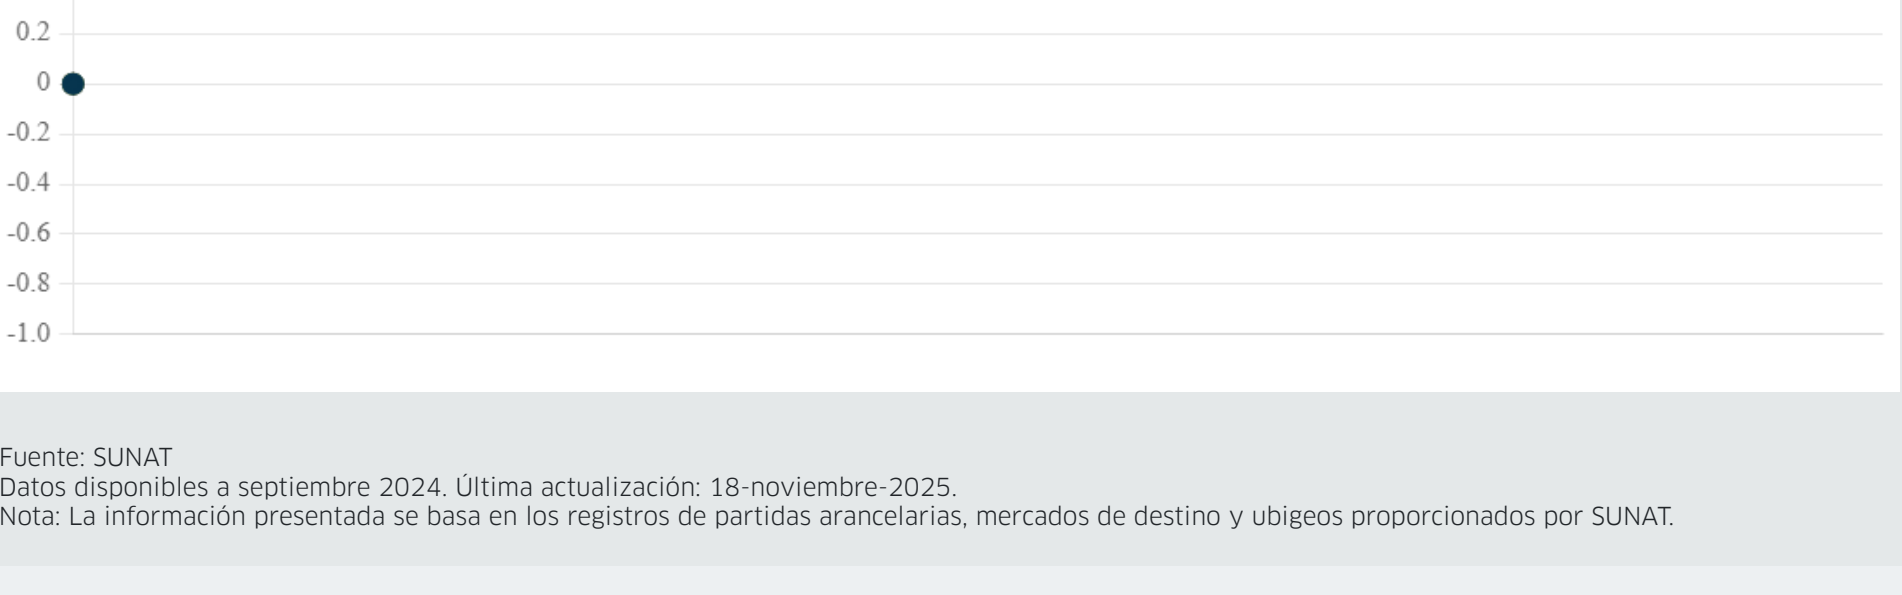 0.2
0
-0.2
-0.4
-0.6
-0.8
-1.0
Fuente: SUNAT
Datos disponibles a septiembre 2024. Última actualización: 18-noviembre-2025.
Nota: La información presentada se basa en los registros de partidas arancelarias, mercados de destino y ubigeos proporcionados por SUNAT.